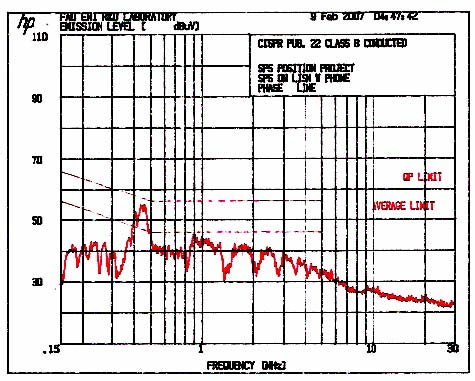 hp
FAU EMI R&D LABORATORY 9 Feb 2007 04:47:42
EMISSION LEVEL [ dBuV]
110
CISPR PUB. 22 CLASS B CONDUCTED
SPS POSITION PROJECT
SPS ON LISN W PHONE
PHASE LINE
90
70
QP LIMIT
AVERAGE LIMIT
50
30
.15 1 10 30
FREQUENCY [MHz]